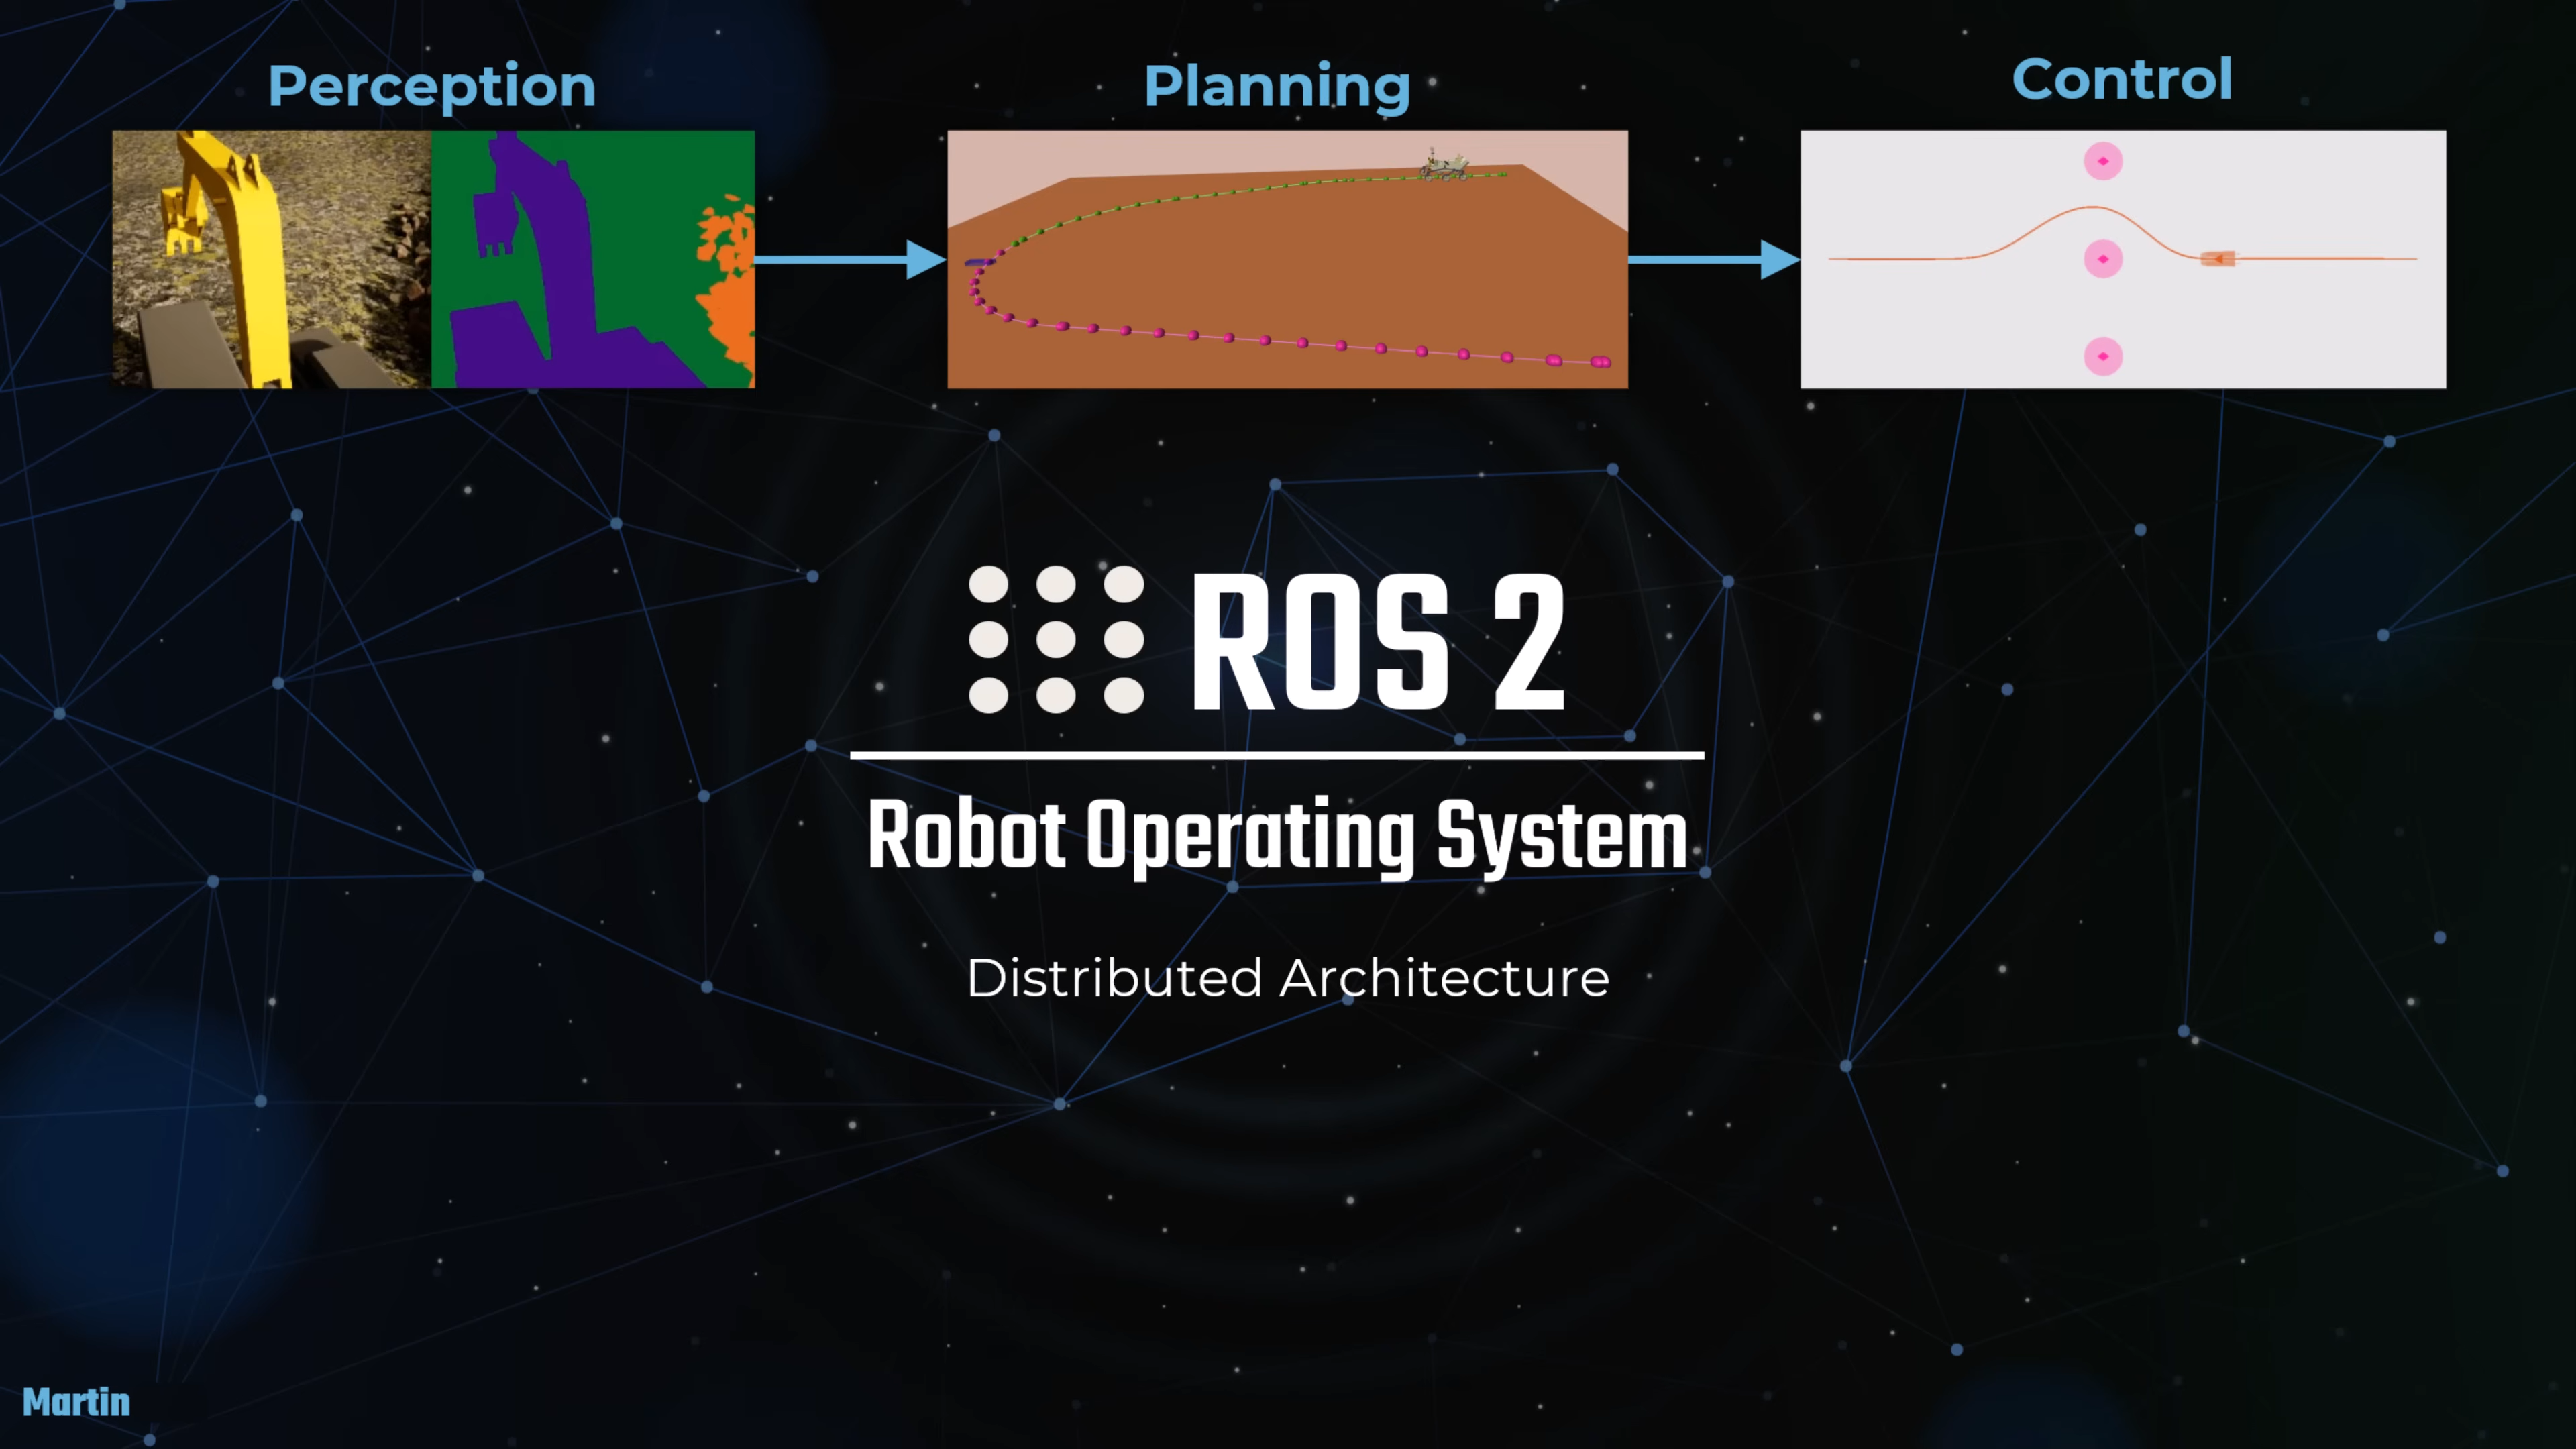 Perception
Planning
Control
ROS 2
Robot Operating System
Distributed Architecture
Martin